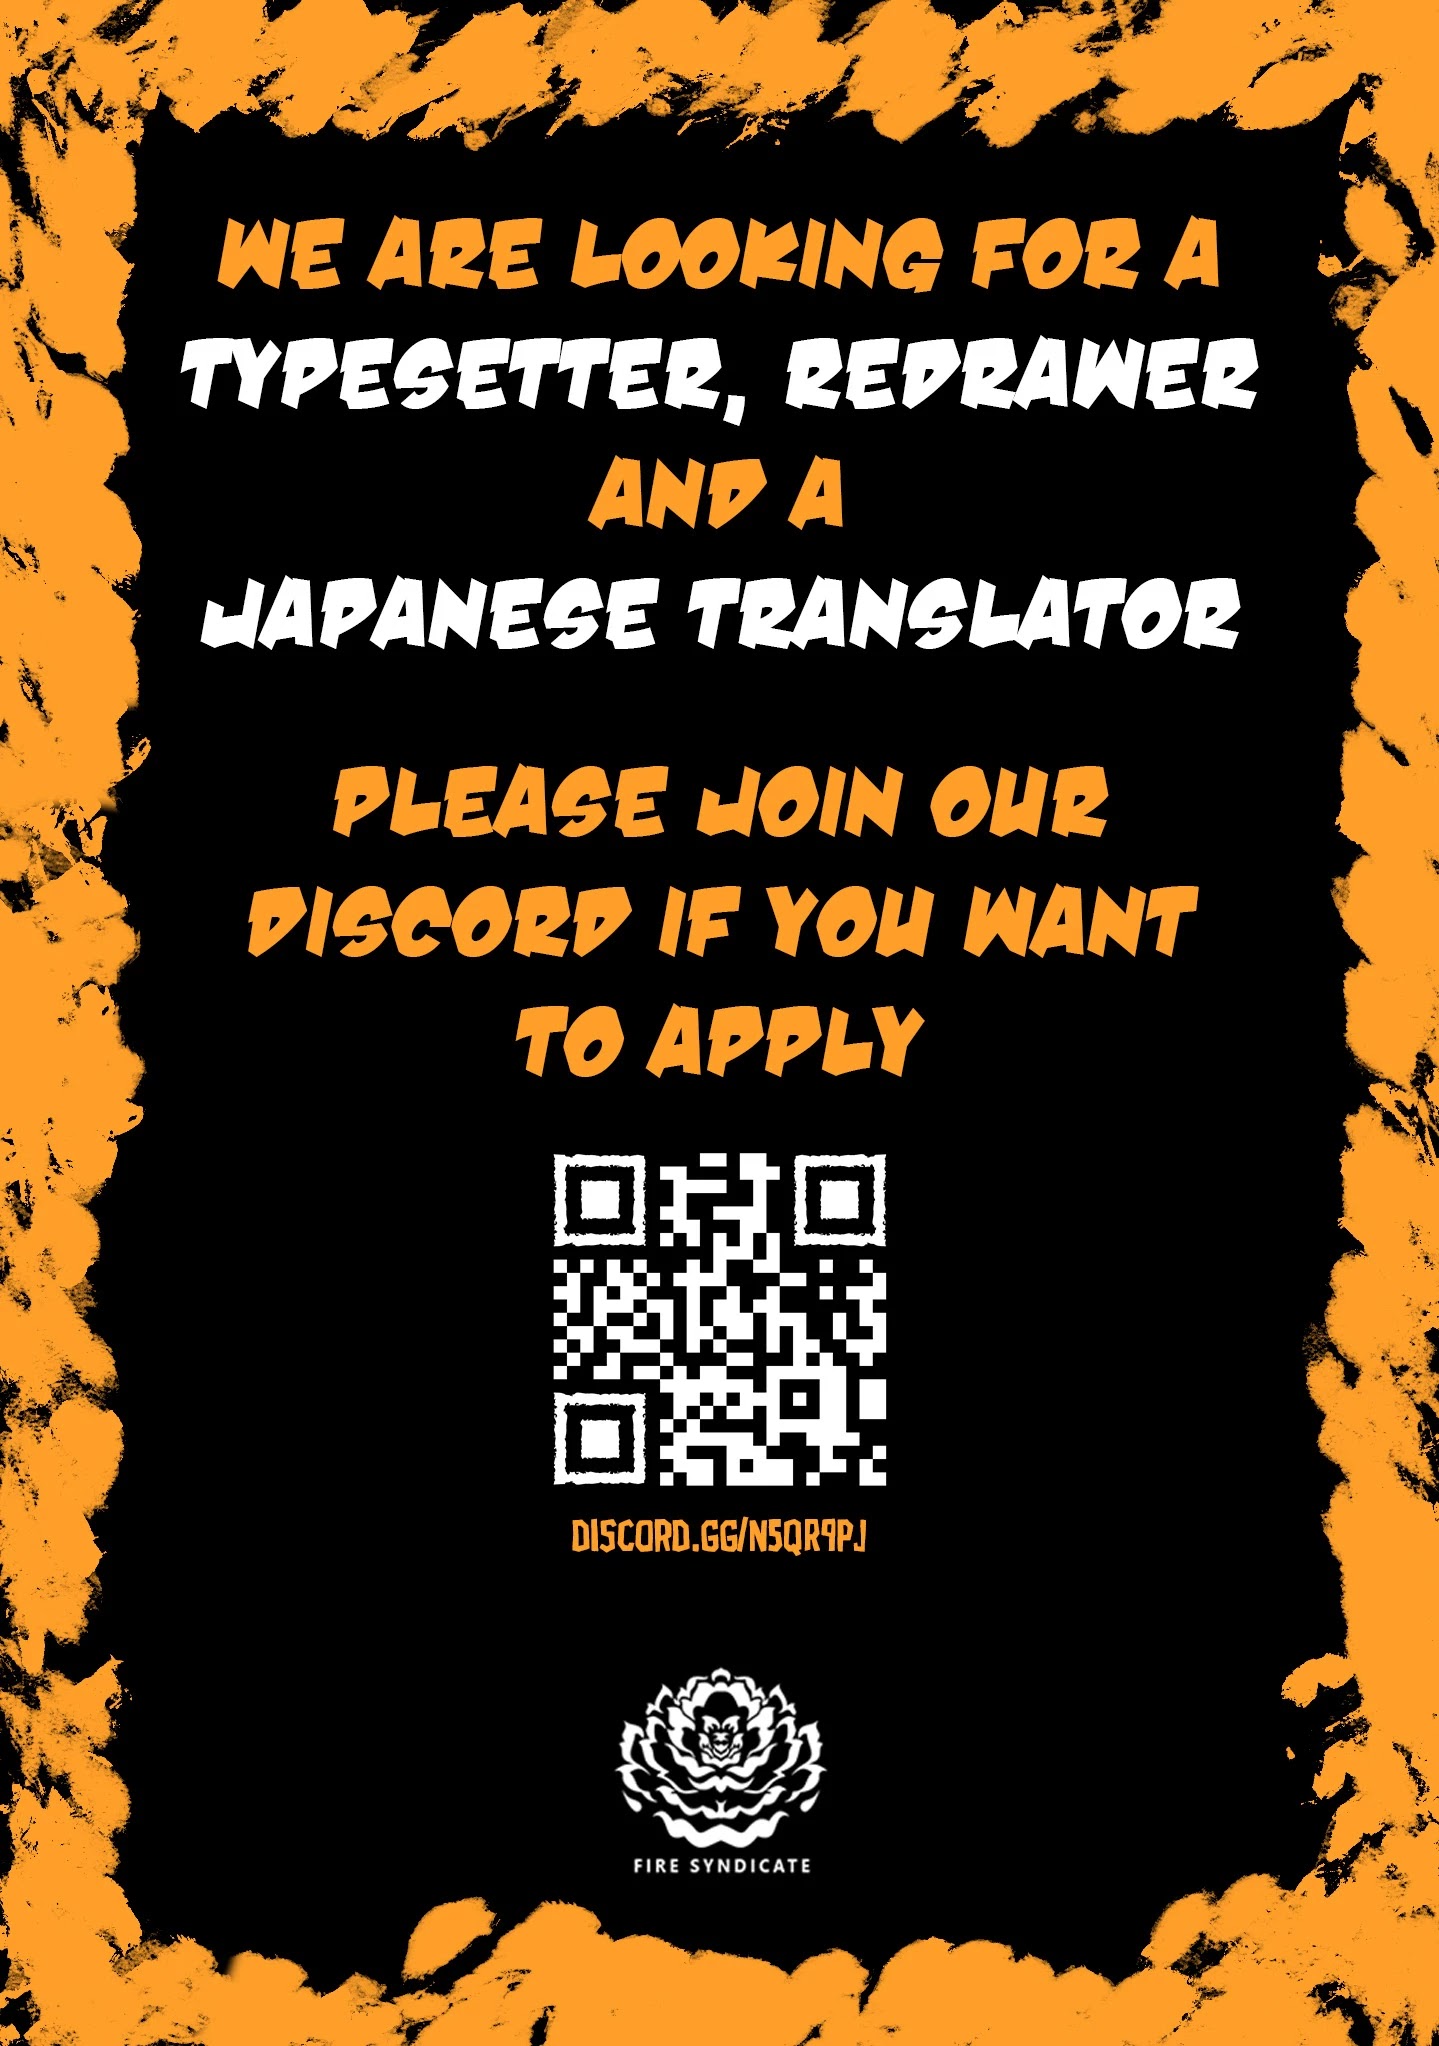 WE ARE LOOKING FOR A
TYPESETTER, REDRAWER
AND A
JAPANESE TRANSLATOR
PLEASE JOIN OUR
DISCORD IF YOU WANT
TO APPLY
DISCORD.GG/N5QR9PJ
FIRE SYNDICATE